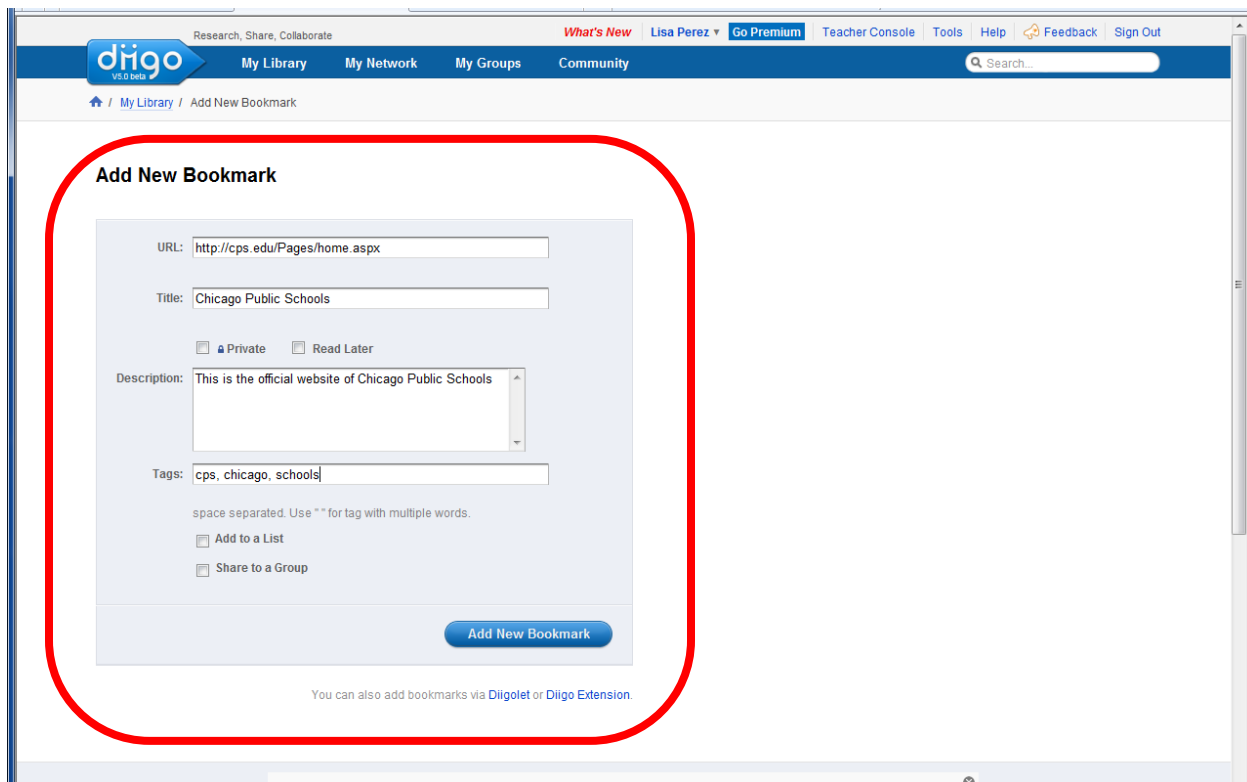 Research, Share, Collaborate
What's New Lisa Perez ▾ Go Premium Teacher Console Tools Help Feedback Sign Out
diigo
V5.0 beta
My Library My Network My Groups Community
Search...
/ My Library / Add New Bookmark
Add New Bookmark
URL: http://cps.edu/Pages/home.aspx
Title: Chicago Public Schools
Private Read Later
Description: This is the official website of Chicago Public Schools
Tags: cps, chicago, schools
space separated. Use " " for tag with multiple words.
Add to a List
Share to a Group
Add New Bookmark
You can also add bookmarks via Diigolet or Diigo Extension.